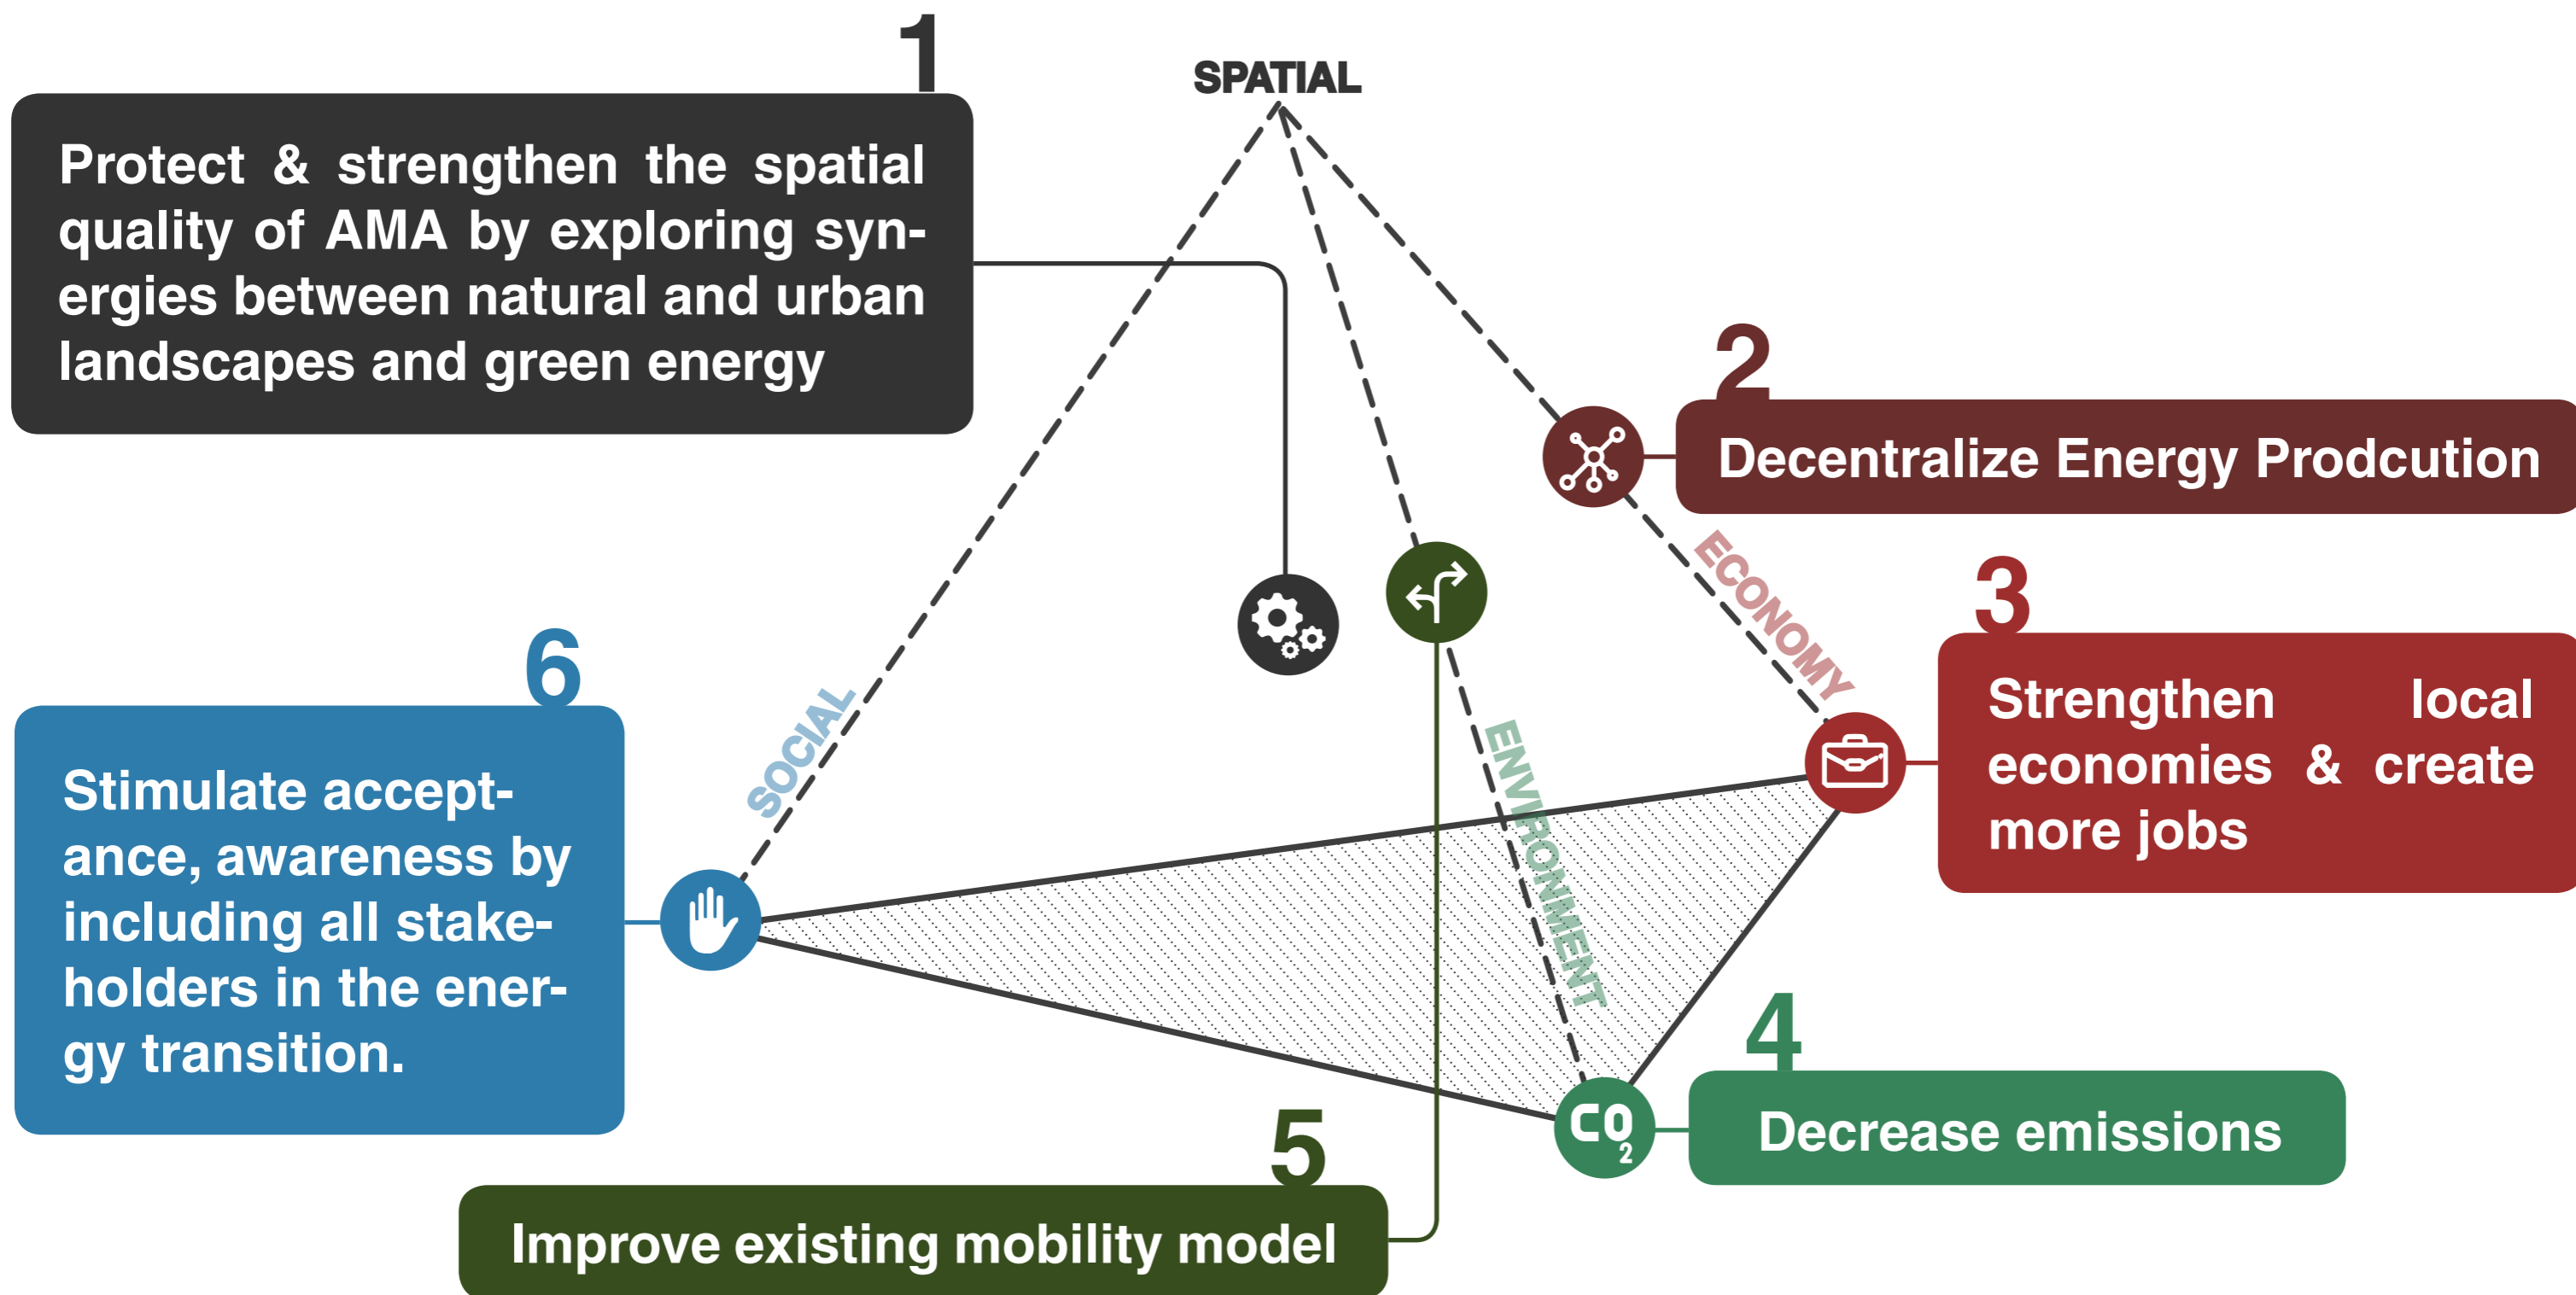 1
SPATIAL
Protect & strengthen the spatial
quality of AMA by exploring syn-
ergies between natural and urban
landscapes and green energy
2
Decentralize Energy Prodcution
ECONOMY
3
Strengthen local
economies & create
more jobs
6
SOCIAL
Stimulate accept-
ance, awareness by
including all stake-
holders in the ener-
gy transition.
ENVIRONMENT
4
CO2
Decrease emissions
5
Improve existing mobility model